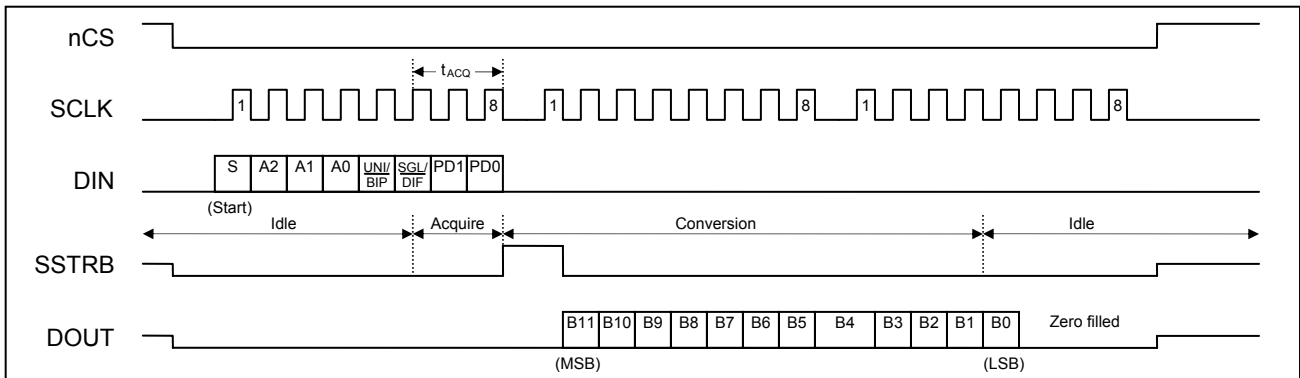 nCS
tACQ
SCLK 1 8 1 8 1 8
DIN S A2 A1 A0 UNI/ BIP SGL/ DIF PD1 PD0
(Start)
Idle Acquire Conversion Idle
SSTRB
DOUT B11 B10 B9 B8 B7 B6 B5 B4 B3 B2 B1 B0 Zero filled
(MSB) (LSB)